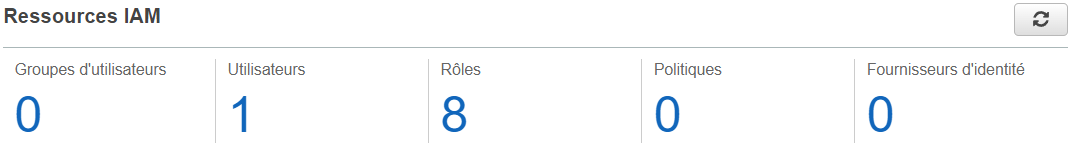 Ressources IAM
Groupes d'utilisateurs Utilisateurs Rôles Politiques Fournisseurs d'identité
0 1 8 0 0